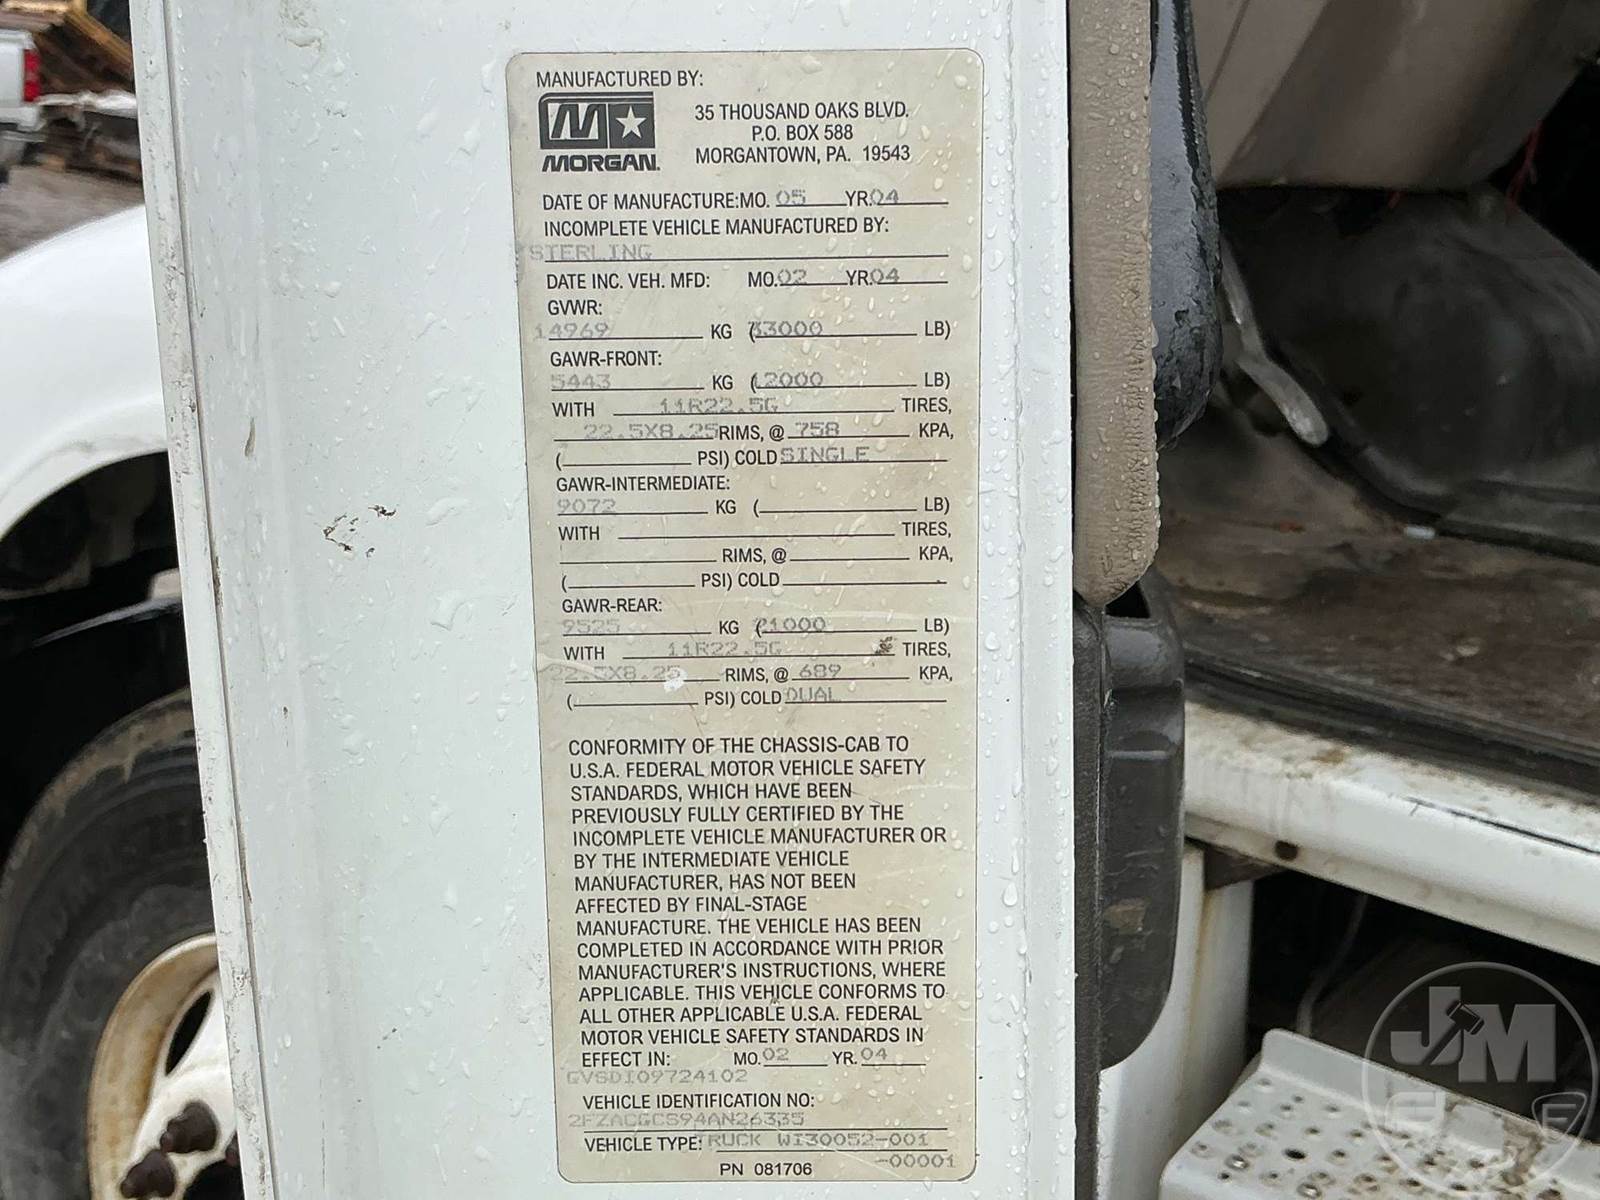 MANUFACTURED BY:
MORGAN
35 THOUSAND OAKS BLVD.
P.O. BOX 588
MORGANTOWN, PA. 19543
DATE OF MANUFACTURE: MO. 05 YR. 04
INCOMPLETE VEHICLE MANUFACTURED BY:
STERLING
DATE INC. VEH. MFD: MO. 02 YR. 04
GVWR:
14969 KG (33000 LB)
GAWR-FRONT:
5443 KG (12000 LB)
WITH 11R22.5G TIRES,
22.5X8.25 RIMS, @ 758 KPA,
( PSI) COLD SINGLE
GAWR-INTERMEDIATE:
9072 KG ( LB)
WITH TIRES,
RIMS, @ KPA,
( PSI) COLD
GAWR-REAR:
9525 KG (21000 LB)
WITH 11R22.5G TIRES,
22.5X8.25 RIMS, @ 689 KPA,
( PSI) COLD DUAL
CONFORMITY OF THE CHASSIS-CAB TO
U.S.A. FEDERAL MOTOR VEHICLE SAFETY
STANDARDS, WHICH HAVE BEEN
PREVIOUSLY FULLY CERTIFIED BY THE
INCOMPLETE VEHICLE MANUFACTURER OR
BY THE INTERMEDIATE VEHICLE
MANUFACTURER, HAS NOT BEEN
AFFECTED BY FINAL-STAGE
MANUFACTURE. THE VEHICLE HAS BEEN
COMPLETED IN ACCORDANCE WITH PRIOR
MANUFACTURER'S INSTRUCTIONS, WHERE
APPLICABLE. THIS VEHICLE CONFORMS TO
ALL OTHER APPLICABLE U.S.A. FEDERAL
MOTOR VEHICLE SAFETY STANDARDS IN
EFFECT IN: MO. 02 YR. 04
GVSDI09724102
VEHICLE IDENTIFICATION NO:
2FZACGCS94AN26335
VEHICLE TYPE: TRUCK WI30052-001
-00001
PN 081706
JM